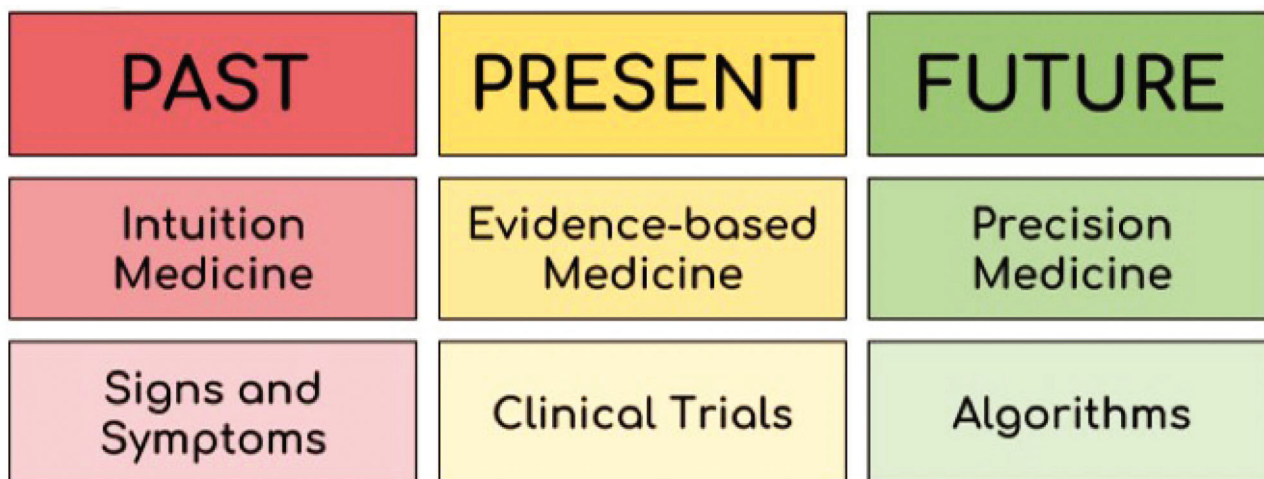 PAST
PRESENT
FUTURE
Intuition
Medicine
Evidence-based
Medicine
Precision
Medicine
Signs and
Symptoms
Clinical Trials
Algorithms